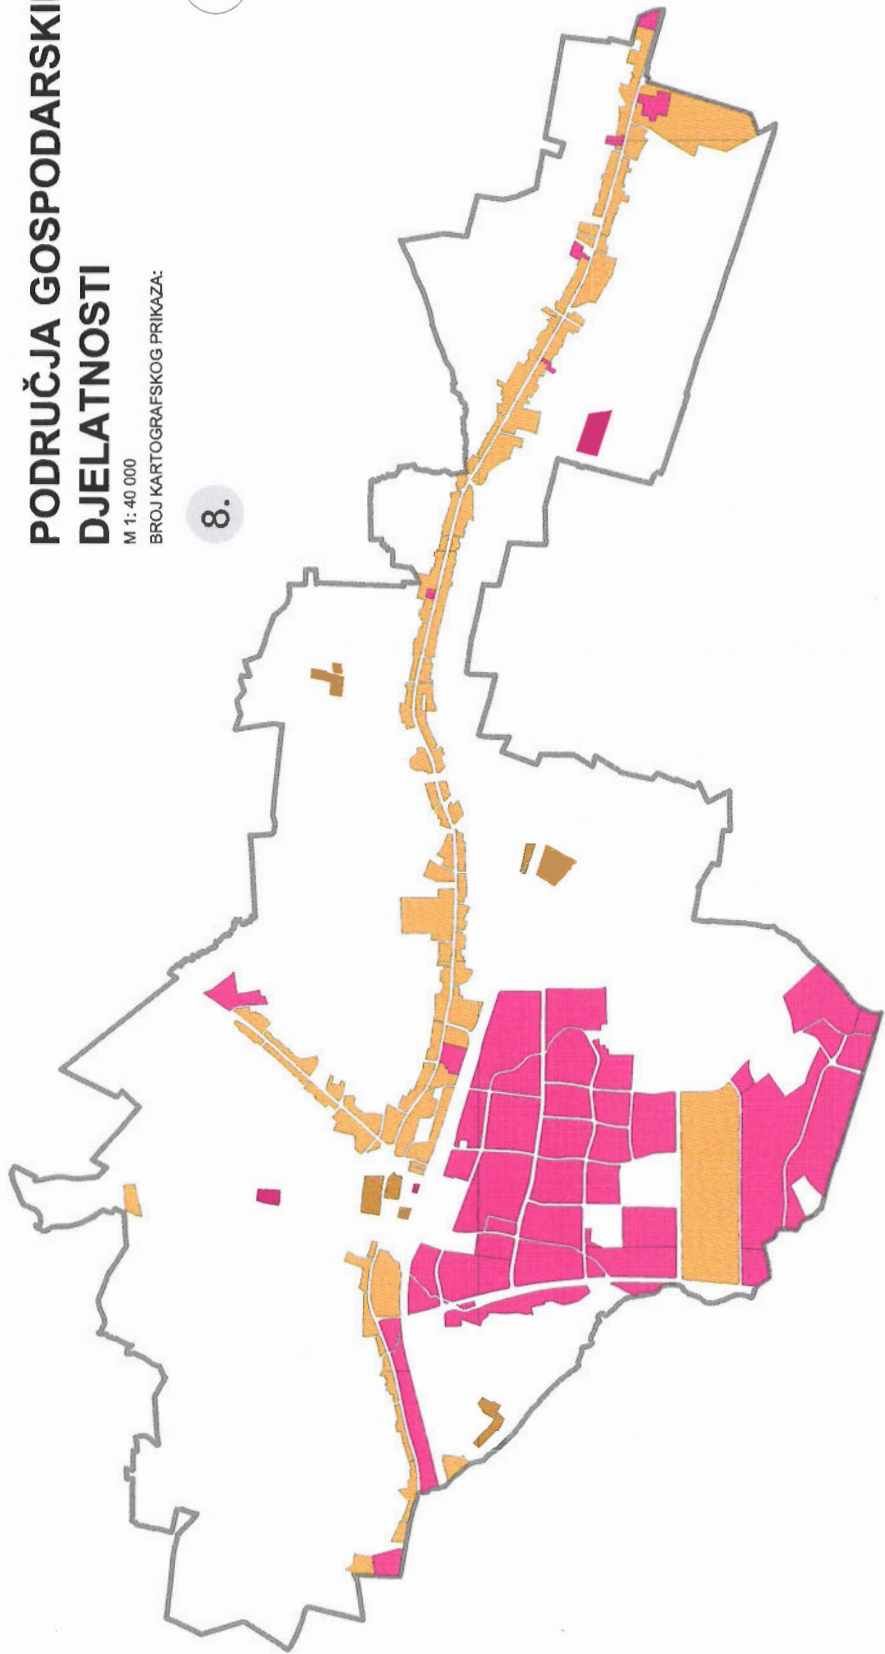 PODRUČJA GOSPODARSKI
DJELATNOSTI
M 1: 40 000
BROJ KARTOGRAFSKOG PRIKAZA:
8.